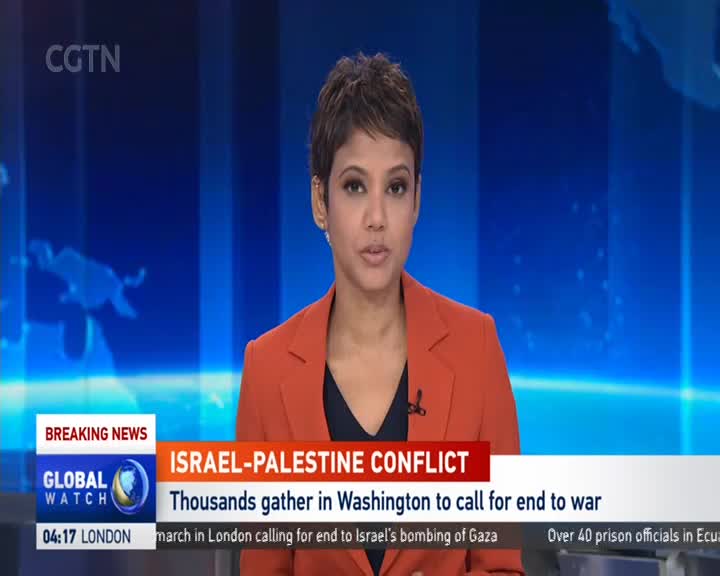 CGTN
BREAKING NEWS
ISRAEL-PALESTINE CONFLICT
GLOBAL
WATCH
Thousands gather in Washington to call for end to war
04:17 LONDON
march in London calling for end to Israel's bombing of Gaza
Over 40 prison officials in Ecua